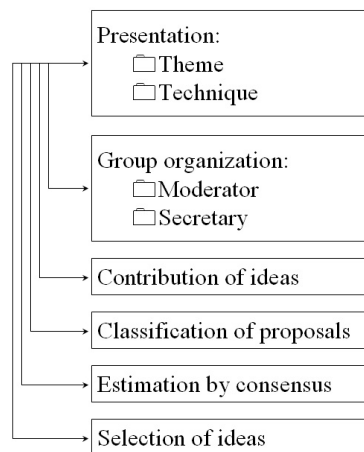 Presentation:
Theme
Technique
Group organization:
Moderator
Secretary
Contribution of ideas
Classification of proposals
Estimation by consensus
Selection of ideas